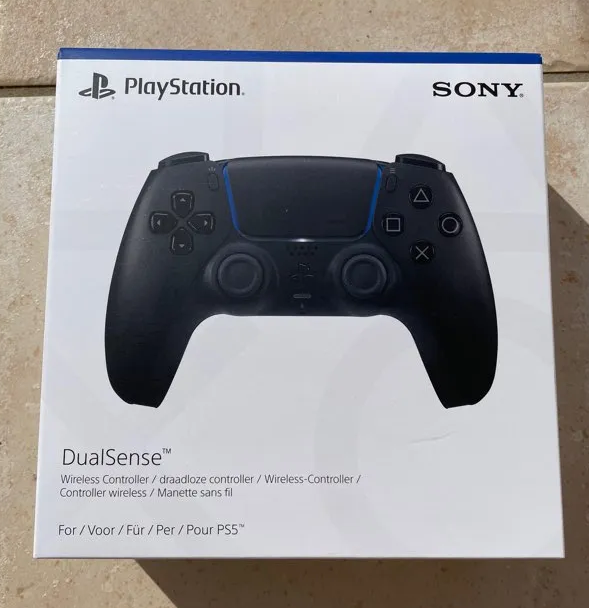 PlayStation®
SONY®
DualSense™
Wireless Controller / draadloze controller / Wireless-Controller /
Controller wireless / Manette sans fil
For / Voor / Für / Per / Pour PS5™